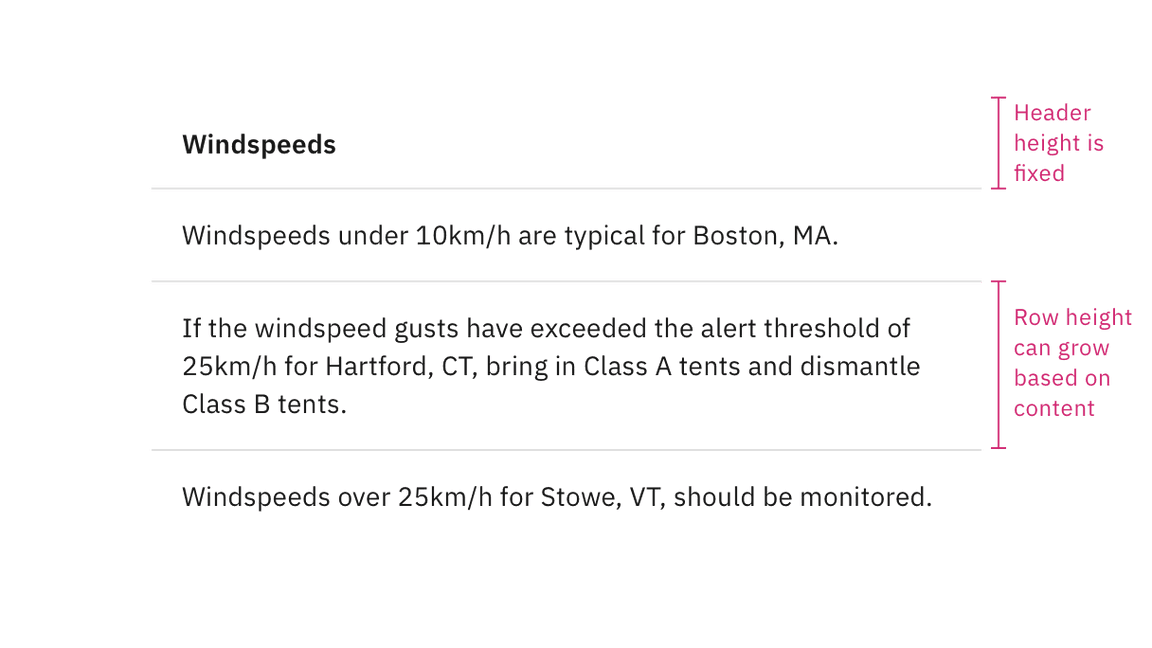 Windspeeds
Header
height is
fixed
Windspeeds under 10km/h are typical for Boston, MA.
If the windspeed gusts have exceeded the alert threshold of
25km/h for Hartford, CT, bring in Class A tents and dismantle
Class B tents.
Row height
can grow
based on
content
Windspeeds over 25km/h for Stowe, VT, should be monitored.